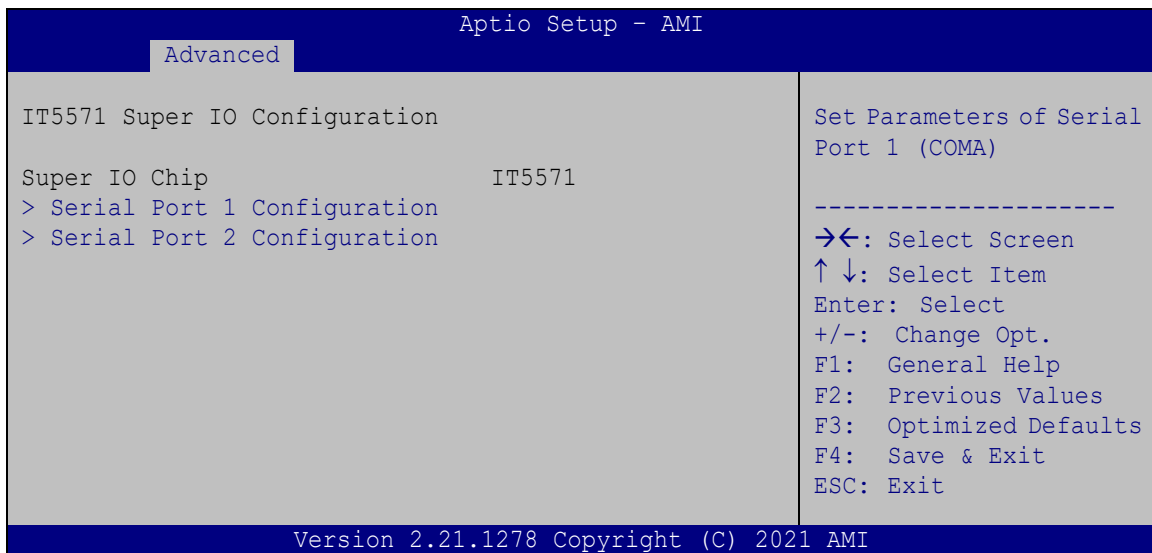 Aptio Setup – AMI
Advanced
IT5571 Super IO Configuration
Super IO Chip IT5571
> Serial Port 1 Configuration
> Serial Port 2 Configuration
Set Parameters of Serial
Port 1 (COMA)
---------------------
→←: Select Screen
↑ ↓: Select Item
Enter: Select
+/-: Change Opt.
F1: General Help
F2: Previous Values
F3: Optimized Defaults
F4: Save & Exit
ESC: Exit
Version 2.21.1278 Copyright (C) 2021 AMI